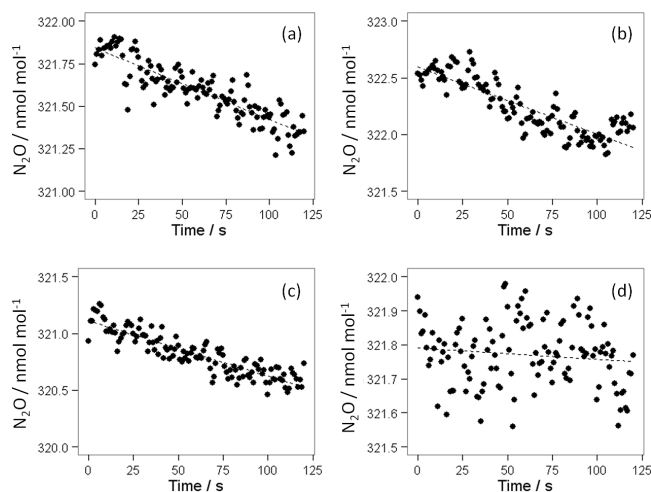 (a)
N₂O / nmol mol⁻¹
322.00
321.75
321.50
321.25
321.00
0 25 50 75 100 125
Time / s
(b)
N₂O / nmol mol⁻¹
323.0
322.5
322.0
321.5
0 25 50 75 100 125
Time / s
(c)
N₂O / nmol mol⁻¹
321.5
321.0
320.5
320.0
0 25 50 75 100 125
Time / s
(d)
N₂O / nmol mol⁻¹
322.0
321.9
321.8
321.7
321.6
321.5
0 25 50 75 100 125
Time / s